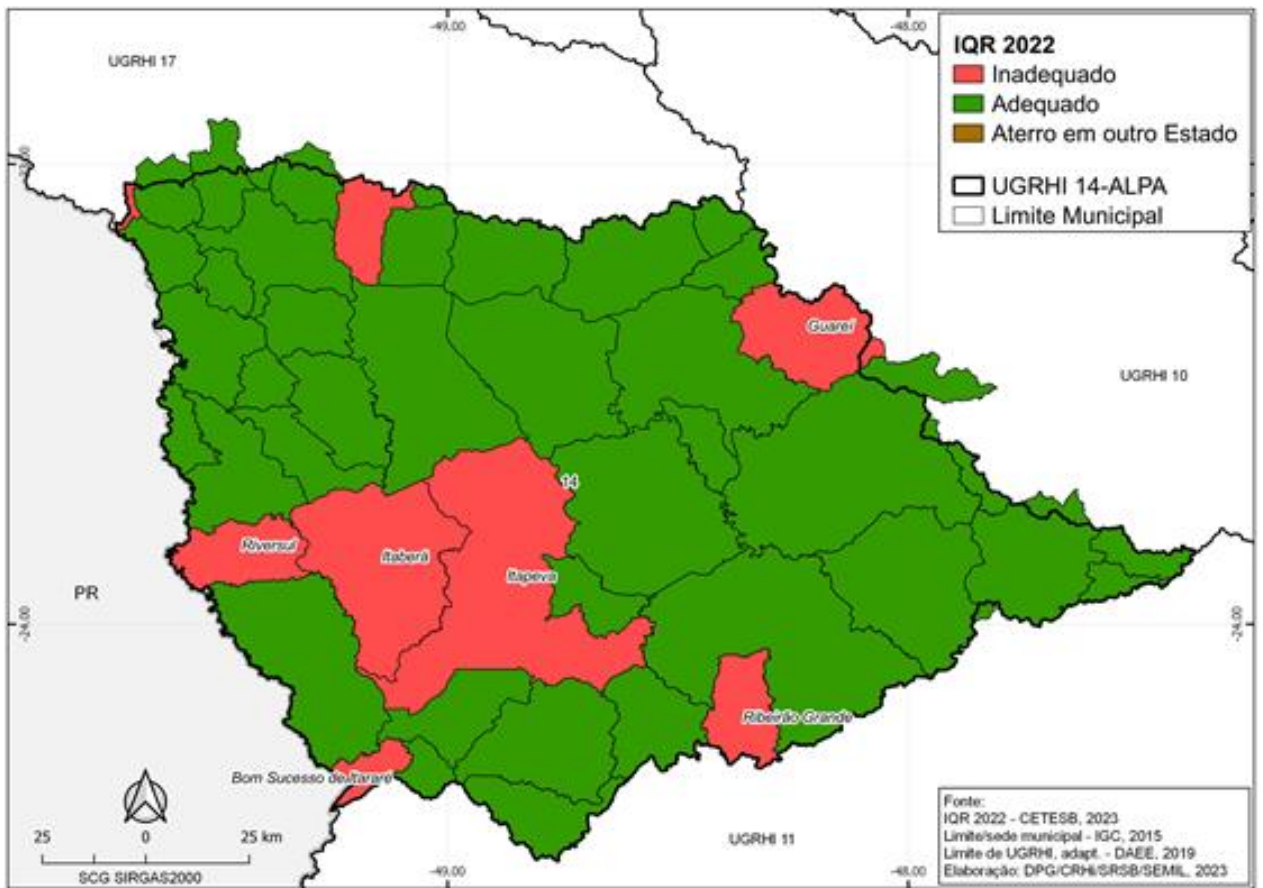 -49.00
-48.00
UGRHI 17
IQR 2022
Inadequado
Adequado
Aterro em outro Estado
UGRHI 14-ALPA
Limite Municipal
Guareí
UGRHI 10
14
Riversul
Itaberá
Itapeva
PR
-24.00
-24.00
Ribeirão Grande
Bom Sucesso de Itararé
25
0
25 km
SCG SIRGAS2000
UGRHI 11
-49.00
-48.00
Fonte:
IQR 2022 - CETESB, 2023
Limite/sede municipal - IGC, 2015
Limite de UGRHI, adapt. - DAEE, 2019
Elaboração: DPG/CRHi/SRSB/SEMIL, 2023